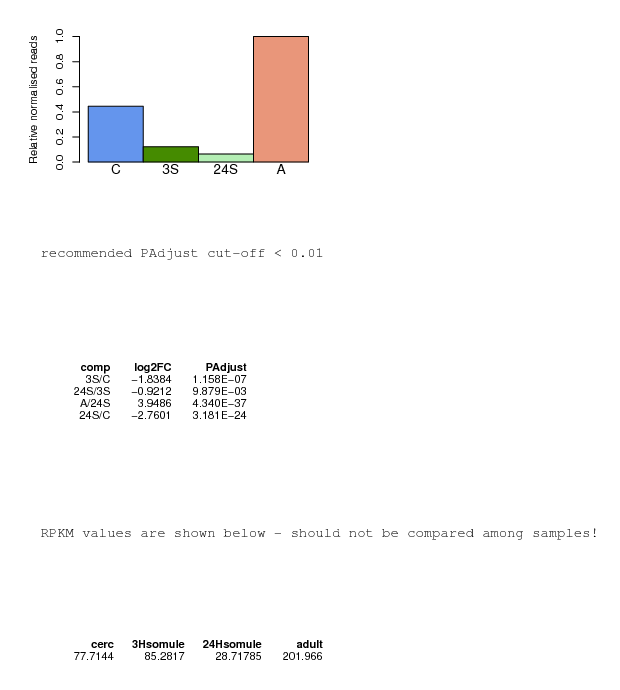 Relative normalised reads
1.0
0.8
0.6
0.4
0.2
0.0
C 3S 24S A
recommended PAdjust cut-off < 0.01
comp log2FC PAdjust
3S/C −1.8384 1.158E−07
24S/3S −0.9212 9.879E−03
A/24S 3.9486 4.340E−37
24S/C −2.7601 3.181E−24
RPKM values are shown below - should not be compared among samples!
cerc 3Hsomule 24Hsomule adult
77.7144 85.2817 28.71785 201.966